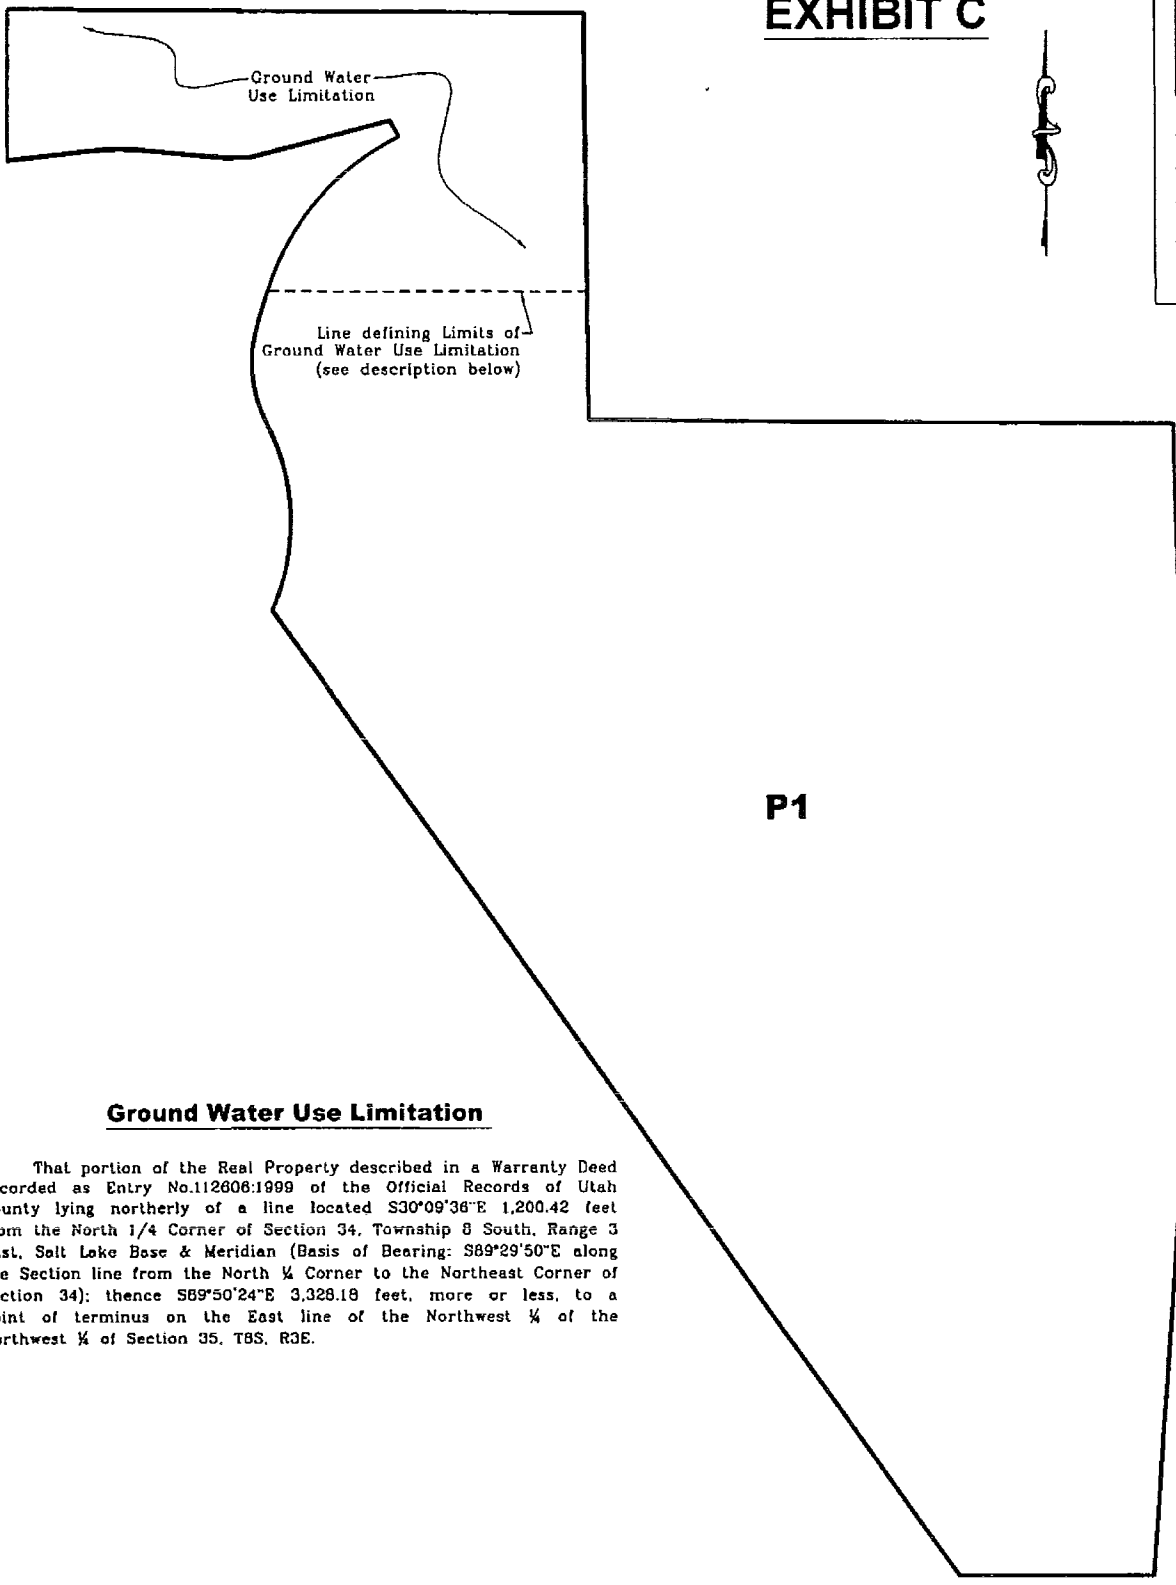 EXHIBIT C
Ground Water
Use Limitation
Line defining Limits of
Ground Water Use Limitation
(see description below)
P1
Ground Water Use Limitation
That portion of the Real Property described in a Warranty Deed
corded as Entry No.112606:1999 of the Official Records of Utah
unty lying northerly of a line located S30°09'36"E 1,200.42 feet
om the North 1/4 Corner of Section 34, Township 8 South, Range 3
st, Salt Lake Base & Meridian (Basis of Bearing: S89°29'50"E along
e Section line from the North ¼ Corner to the Northeast Corner of
ction 34); thence S89°50'24"E 3,328.18 feet, more or less, to a
oint of terminus on the East line of the Northwest ¼ of the
rthwest ¼ of Section 35, T8S, R3E.